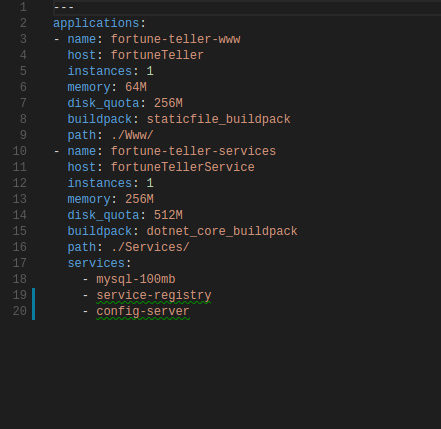 1 ---
2 applications:
3 - name: fortune-teller-www
4   host: fortuneTeller
5   instances: 1
6   memory: 64M
7   disk_quota: 256M
8   buildpack: staticfile_buildpack
9   path: ./Www/
10 - name: fortune-teller-services
11   host: fortuneTellerService
12   instances: 1
13   memory: 256M
14   disk_quota: 512M
15   buildpack: dotnet_core_buildpack
16   path: ./Services/
17   services:
18     - mysql-100mb
19     - service-registry
20     - config-server